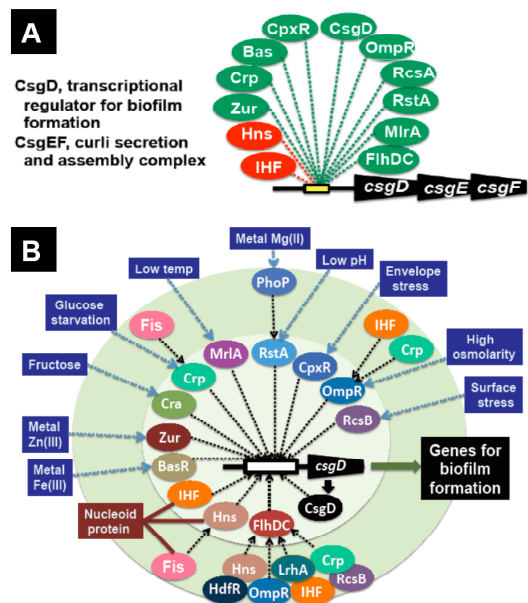 A
CsgD, transcriptional
regulator for biofilm
formation
CsgEF, curli secretion
and assembly complex
CpxR
CsgD
Bas
OmpR
Crp
RcsA
Zur
RstA
Hns
MlrA
IHF
FlhDC
csgD
csgE
csgF
B
Metal Mg(II)
Low temp
PhoP
Low pH
Envelope
stress
Glucose
starvation
Fis
IHF
Crp
High
osmolarity
MrlA
RstA
CpxR
OmpR
Fructose
Crp
Cra
RcsB
Surface
stress
Metal
Zn(III)
Zur
Metal
Fe(III)
BasR
csgD
Genes for
biofilm
formation
IHF
CsgD
Nucleoid
protein
Hns
FlhDC
Fis
Hns
LrhA
Crp
RcsB
HdfR
OmpR
IHF